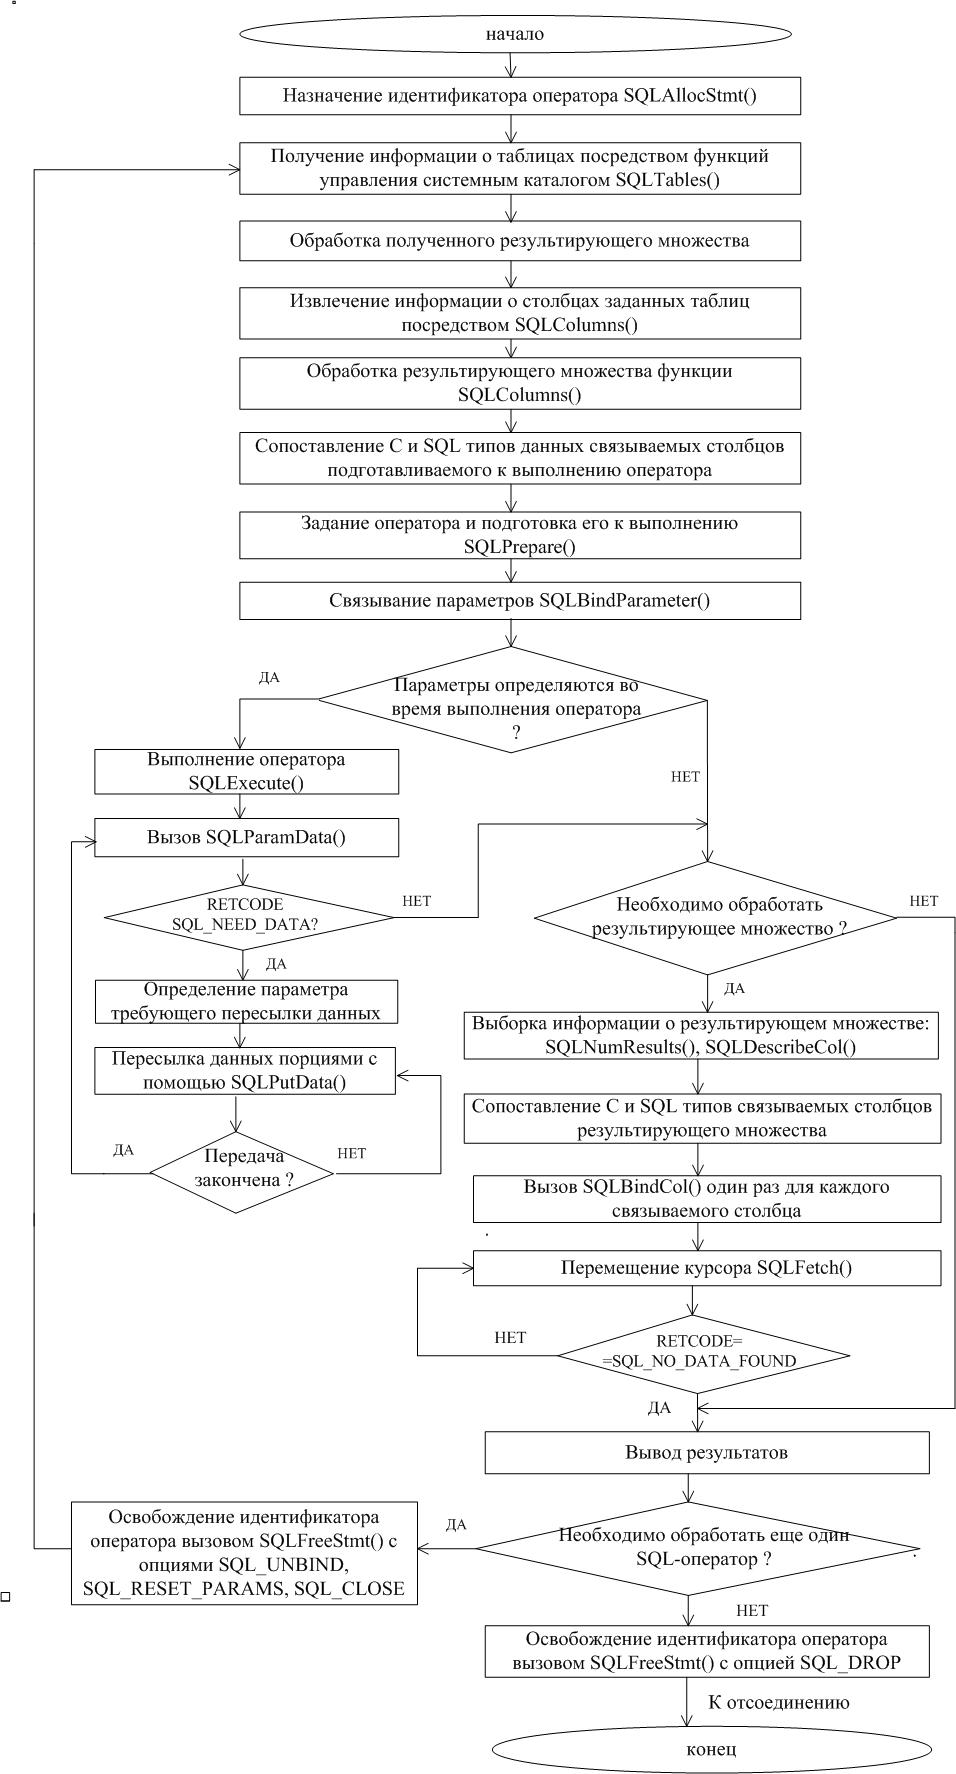 начало
Назначение идентификатора оператора SQLAllocStmt()
Получение информации о таблицах посредством функций
управления системным каталогом SQLTables()
Обработка полученного результирующего множества
Извлечение информации о столбцах заданных таблиц
посредством SQLColumns()
Обработка результирующего множества функции
SQLColumns()
Сопоставление С и SQL типов данных связываемых столбцов
подготавливаемого к выполнению оператора
Задание оператора и подготовка его к выполнению
SQLPrepare()
Связывание параметров SQLBindParameter()
Параметры определяются во
время выполнения оператора
?
ДА
НЕТ
Выполнение оператора
SQLExecute()
Вызов SQLParamData()
RETCODE
SQL_NEED_DATA?
НЕТ
ДА
Определение параметра
требующего пересылки данных
Пересылка данных порциями с
помощью SQLPutData()
Передача
закончена ?
ДА
НЕТ
Необходимо обработать
результирующее множество ?
НЕТ
ДА
Выборка информации о результирующем множестве:
SQLNumResults(), SQLDescribeCol()
Сопоставление С и SQL типов связываемых столбцов
результирующего множества
Вызов SQLBindCol() один раз для каждого
связываемого столбца
Перемещение курсора SQLFetch()
RETCODE=
=SQL_NO_DATA_FOUND
НЕТ
ДА
Вывод результатов
Необходимо обработать еще один
SQL-оператор ?
ДА
НЕТ
Освобождение идентификатора
оператора вызовом SQLFreeStmt() с
опциями SQL_UNBIND,
SQL_RESET_PARAMS, SQL_CLOSE
Освобождение идентификатора оператора
вызовом SQLFreeStmt() с опцией SQL_DROP
К отсоединению
конец